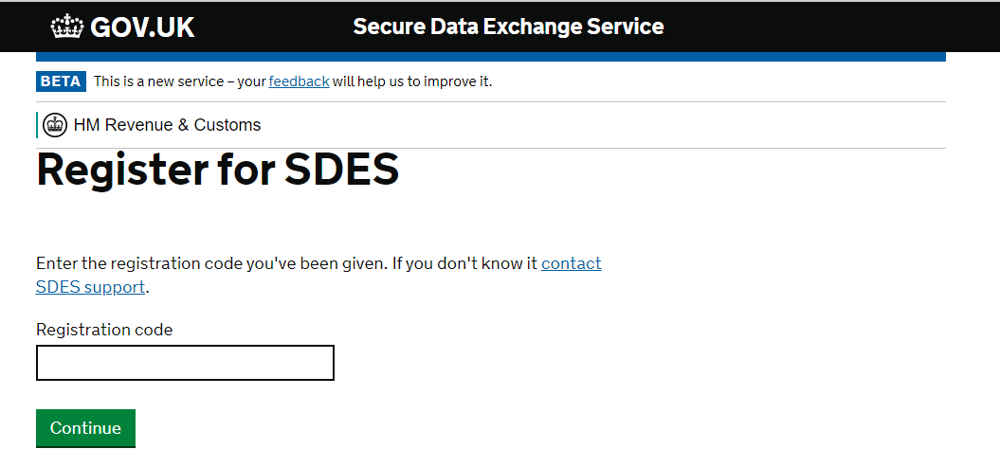 GOV.UK Secure Data Exchange Service
BETA This is a new service – your feedback will help us to improve it.
HM Revenue & Customs
Register for SDES
Enter the registration code you've been given. If you don't know it contact
SDES support.
Registration code
Continue